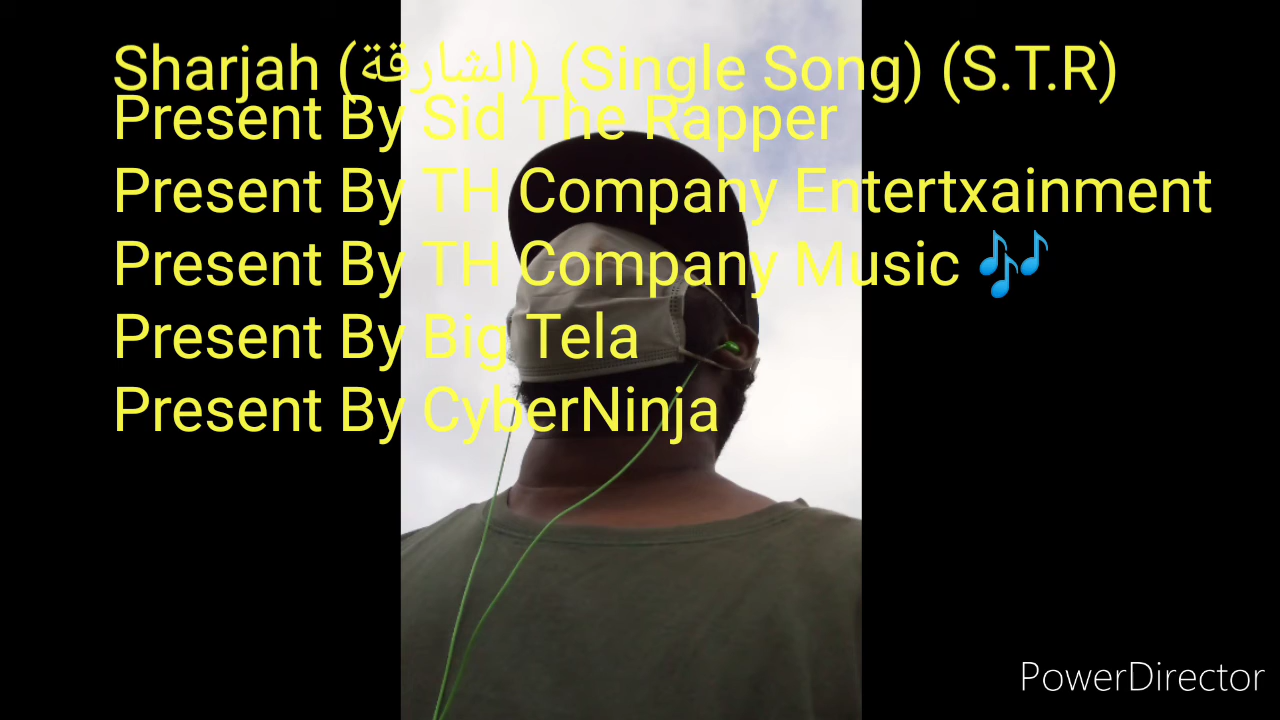 Sharjah (الشارقة) (Single Song) (S.T.R)
Present By Sid The Rapper
Present By TH Company Entertxainment
Present By TH Company Music 🎶
Present By Big Tela
Present By CyberNinja
PowerDirector